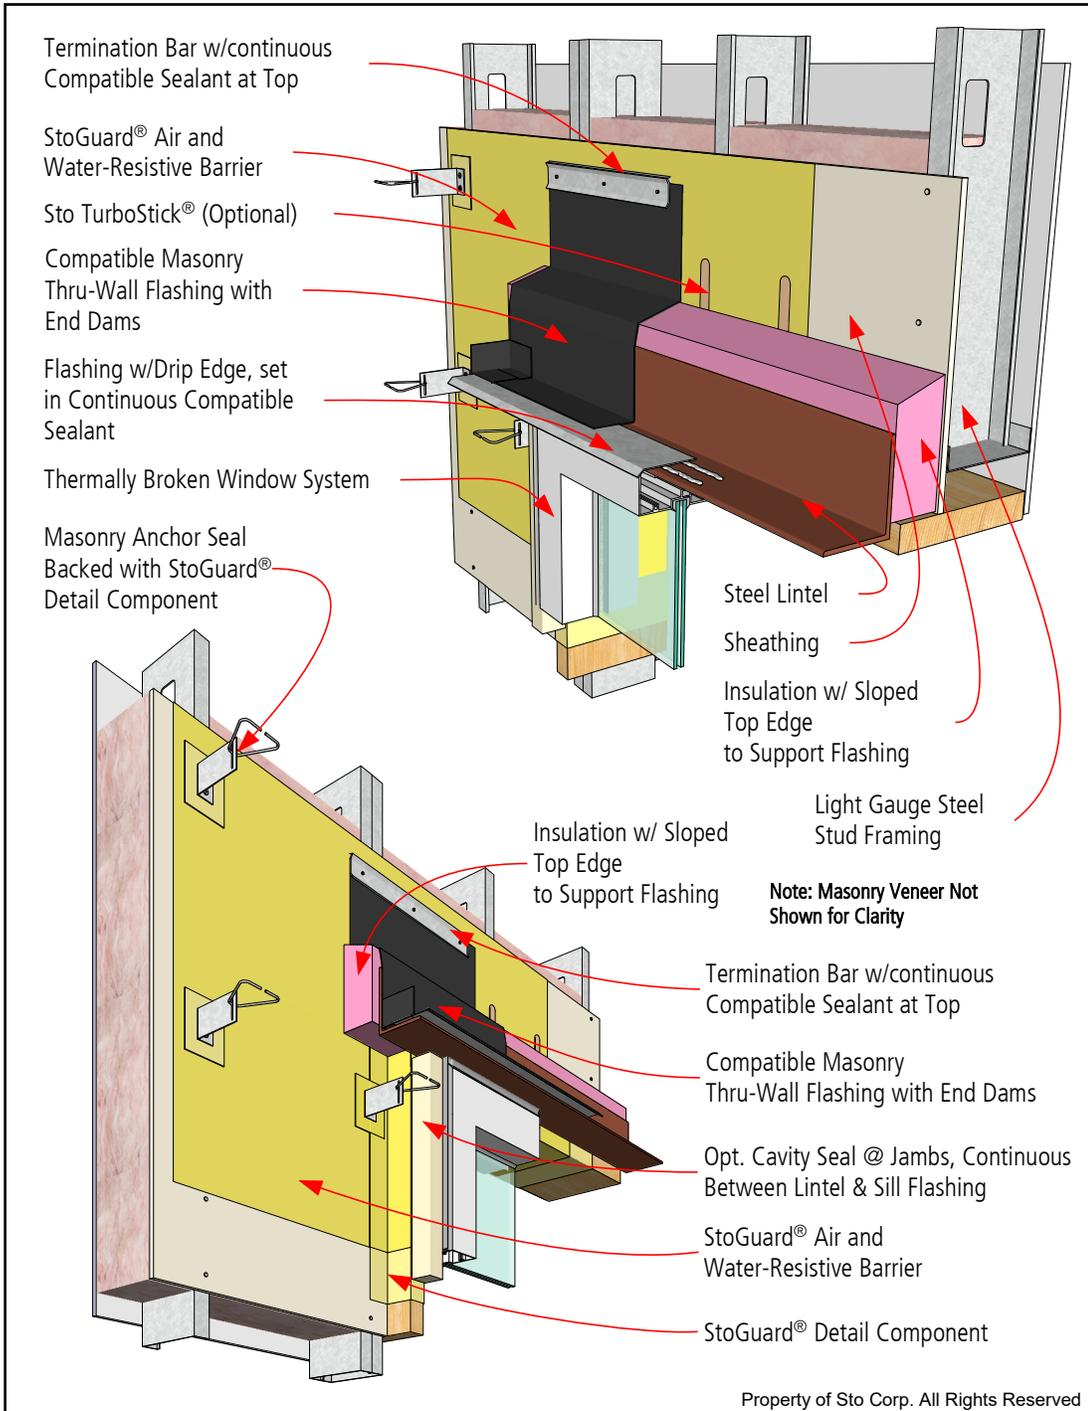 Termination Bar w/continuous
Compatible Sealant at Top
StoGuard® Air and
Water-Resistive Barrier
Sto TurboStick® (Optional)
Compatible Masonry
Thru-Wall Flashing with
End Dams
Flashing w/Drip Edge, set
in Continuous Compatible
Sealant
Thermally Broken Window System
Masonry Anchor Seal
Backed with StoGuard®
Detail Component
Steel Lintel
Sheathing
Insulation w/ Sloped
Top Edge
to Support Flashing
Light Gauge Steel
Stud Framing
Insulation w/ Sloped
Top Edge
to Support Flashing
Note: Masonry Veneer Not
Shown for Clarity
Termination Bar w/continuous
Compatible Sealant at Top
Compatible Masonry
Thru-Wall Flashing with End Dams
Opt. Cavity Seal @ Jambs, Continuous
Between Lintel & Sill Flashing
StoGuard® Air and
Water-Resistive Barrier
StoGuard® Detail Component
Property of Sto Corp. All Rights Reserved